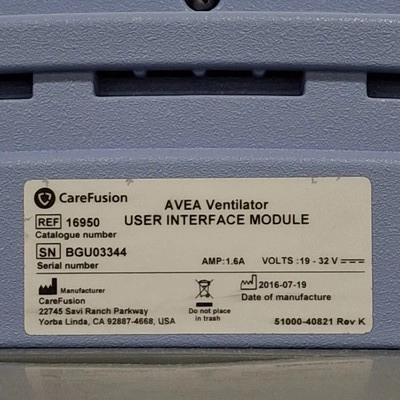 CareFusion
AVEA Ventilator
REF 16950
USER INTERFACE MODULE
Catalogue number
SN BGU03344
Serial number
AMP:1.6A
VOLTS:19 - 32 V
Manufacturer
CareFusion
22745 Savi Ranch Parkway
Yorba Linda, CA 92887-4668, USA
Do not place
in trash
2016-07-19
Date of manufacture
51000-40821 Rev K